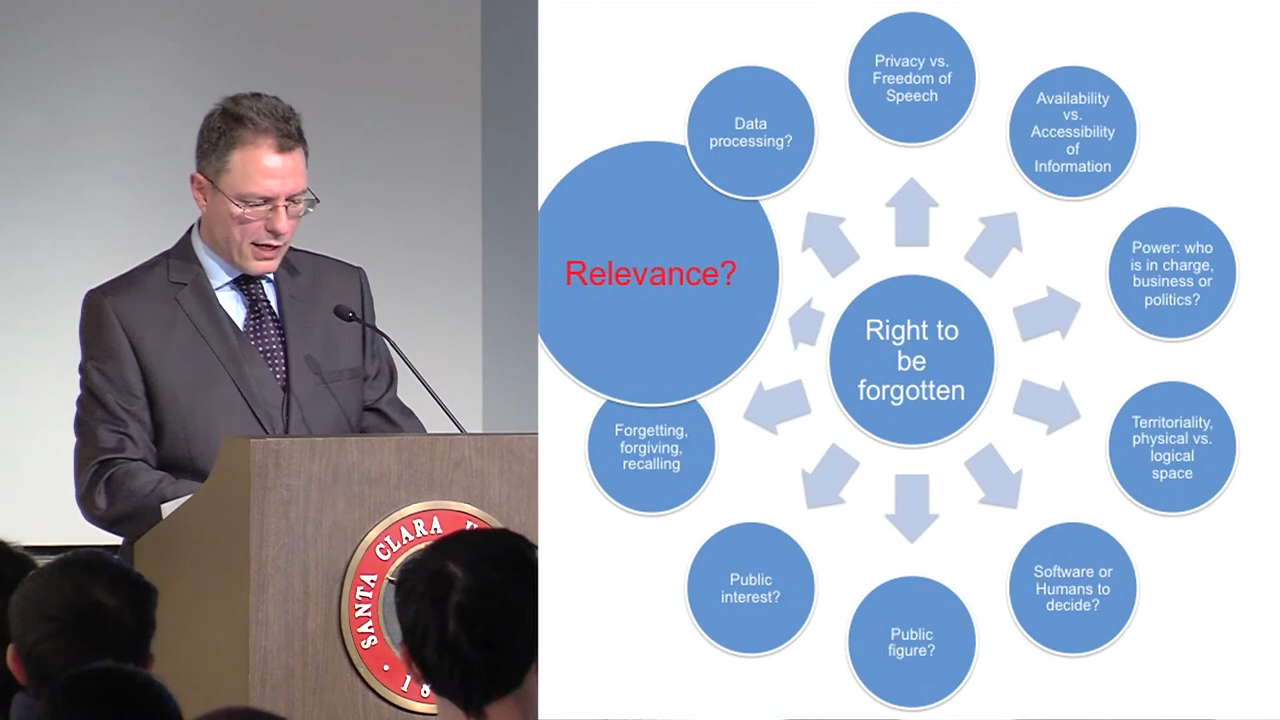 SANTA CLARA
18
Privacy vs.
Freedom of
Speech
Availability
vs.
Accessibility
of
Information
Power: who
is in charge,
business or
politics?
Territoriality,
physical vs.
logical
space
Software or
Humans to
decide?
Public
figure?
Public
interest?
Forgetting,
forgiving,
recalling
Relevance?
Data
processing?
Right to
be
forgotten